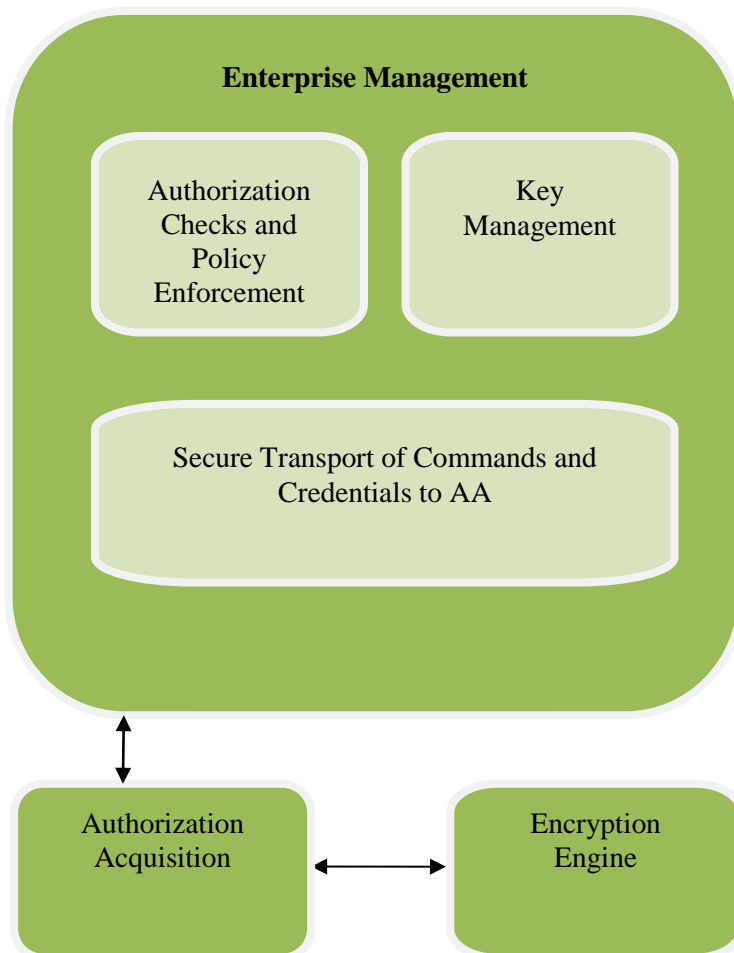 Enterprise Management
Authorization
Checks and
Policy
Enforcement
Key
Management
Secure Transport of Commands and
Credentials to AA
Authorization
Acquisition
Encryption
Engine